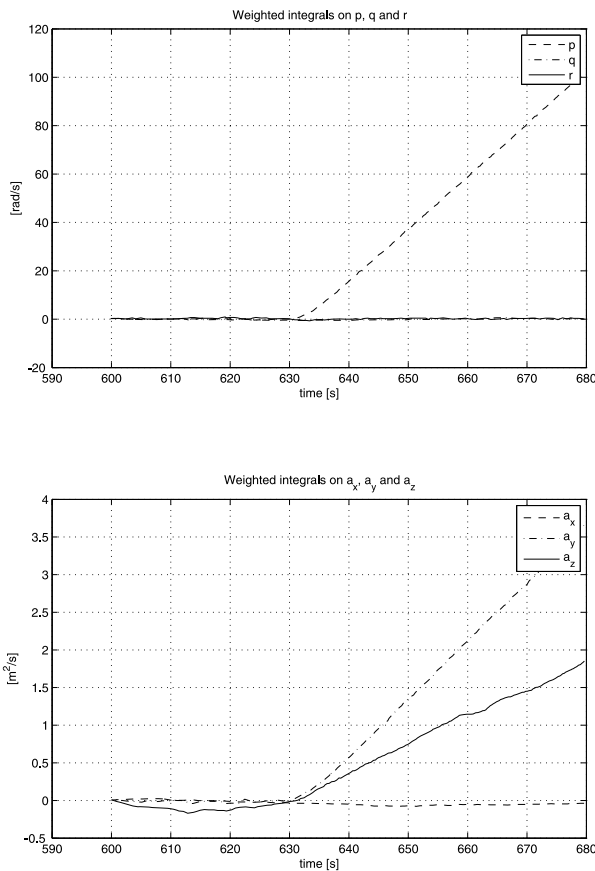 Weighted integrals on p, q and r
120
100
80
60
40
20
0
-20
[rad/s]
p
q
r
590 600 610 620 630 640 650 660 670 680
time [s]
Weighted integrals on a_x, a_y and a_z
4
3.5
3
2.5
2
1.5
1
0.5
0
-0.5
[m²/s]
a_x
a_y
a_z
590 600 610 620 630 640 650 660 670 680
time [s]